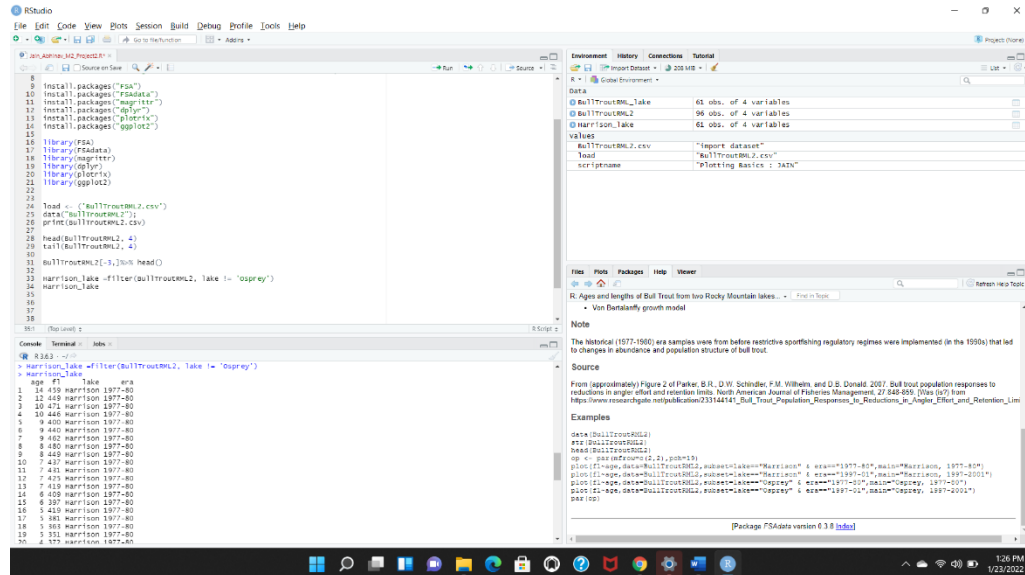 RStudio
File Edit Code View Plots Session Build Debug Profile Tools Help
Go to file/function Addins
Project: (None)
Jain_Abhinav_M2_Project2.R*
Source on Save
Run
Source
8
9 install.packages("FSA")
10 install.packages("FSAdata")
11 install.packages("magrittr")
12 install.packages("dplyr")
13 install.packages("plotrix")
14 install.packages("ggplot2")
15
16 library(FSA)
17 library(FSAdata)
18 library(magrittr)
19 library(dplyr)
20 library(plotrix)
21 library(ggplot2)
22
23
24 load <- ('BullTroutRML2.csv')
25 data("BullTroutRML2");
26 print(BullTroutRML2.csv)
27
28 head(BullTroutRML2, 4)
29 tail(BullTroutRML2, 4)
30
31 BullTroutRML2[-3,]%>% head()
32
33 Harrison_lake =filter(BullTroutRML2, lake != 'Osprey')
34 Harrison_lake
35
36
37
38
(Top Level) R Script
Console Terminal Jobs
R 3.6.3 · ~/
> Harrison_lake =filter(BullTroutRML2, lake != 'Osprey')
> Harrison_lake
age fl lake era
1 14 459 Harrison 1977-80
2 12 449 Harrison 1977-80
3 10 471 Harrison 1977-80
4 10 446 Harrison 1977-80
5 9 400 Harrison 1977-80
6 9 440 Harrison 1977-80
7 9 462 Harrison 1977-80
8 8 480 Harrison 1977-80
9 8 449 Harrison 1977-80
10 7 437 Harrison 1977-80
11 7 431 Harrison 1977-80
12 7 425 Harrison 1977-80
13 7 419 Harrison 1977-80
14 6 409 Harrison 1977-80
15 6 397 Harrison 1977-80
16 5 419 Harrison 1977-80
17 5 381 Harrison 1977-80
18 5 363 Harrison 1977-80
19 5 351 Harrison 1977-80
20 4 372 Harrison 1977-80
Environment History Connections Tutorial
Import Dataset 208 MiB List
R Global Environment
Data
BullTroutRML_lake 61 obs. of 4 variables
BullTroutRML2 96 obs. of 4 variables
Harrison_lake 61 obs. of 4 variables
values
BullTroutRML2.csv "import dataset"
load "BullTroutRML2.csv"
scriptname "Plotting Basics : JAIN"
Files Plots Packages Help Viewer
Refresh Help Topic
R: Ages and lengths of Bull Trout from two Rocky Mountain lakes... Find in Topic
• Von Bertalanffy growth model
Note
The historical (1977-1980) era samples were from before restrictive sportfishing regulatory regimes were implemented (in the 1990s) that led
to changes in abundance and population structure of bull trout.
Source
From (approximately) Figure 2 of Parker, B.R., D.W. Schindler, F.M. Wilhelm, and D.B. Donald. 2007. Bull trout population responses to
reductions in angler effort and retention limits. North American Journal of Fisheries Management, 27:848-859. [Was (is?) from
https://www.researchgate.net/publication/233144141_Bull_Trout_Population_Responses_to_Reductions_in_Angler_Effort_and_Retention_Limi
Examples
data(BullTroutRML2)
str(BullTroutRML2)
head(BullTroutRML2)
op <- par(mfrow=c(2,2),pch=19)
plot(fl~age,data=BullTroutRML2,subset=lake=="Harrison" & era=="1977-80",main="Harrison, 1977-80")
plot(fl~age,data=BullTroutRML2,subset=lake=="Harrison" & era=="1997-01",main="Harrison, 1997-2001")
plot(fl~age,data=BullTroutRML2,subset=lake=="Osprey" & era=="1977-80",main="Osprey, 1977-80")
plot(fl~age,data=BullTroutRML2,subset=lake=="Osprey" & era=="1997-01",main="Osprey, 1997-2001")
par(op)
[Package FSAdata version 0.3.8 Index]
1:26 PM
1/23/2022